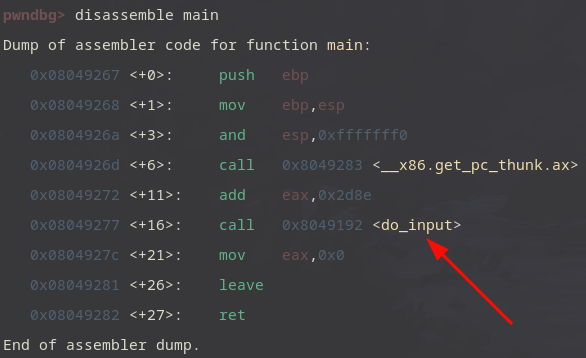 pwndbg> disassemble main
Dump of assembler code for function main:
0x08049267 <+0>: push ebp
0x08049268 <+1>: mov ebp,esp
0x0804926a <+3>: and esp,0xfffffff0
0x0804926d <+6>: call 0x8049283 <__x86.get_pc_thunk.ax>
0x08049272 <+11>: add eax,0x2d8e
0x08049277 <+16>: call 0x8049192 <do_input>
0x0804927c <+21>: mov eax,0x0
0x08049281 <+26>: leave
0x08049282 <+27>: ret
End of assembler dump.